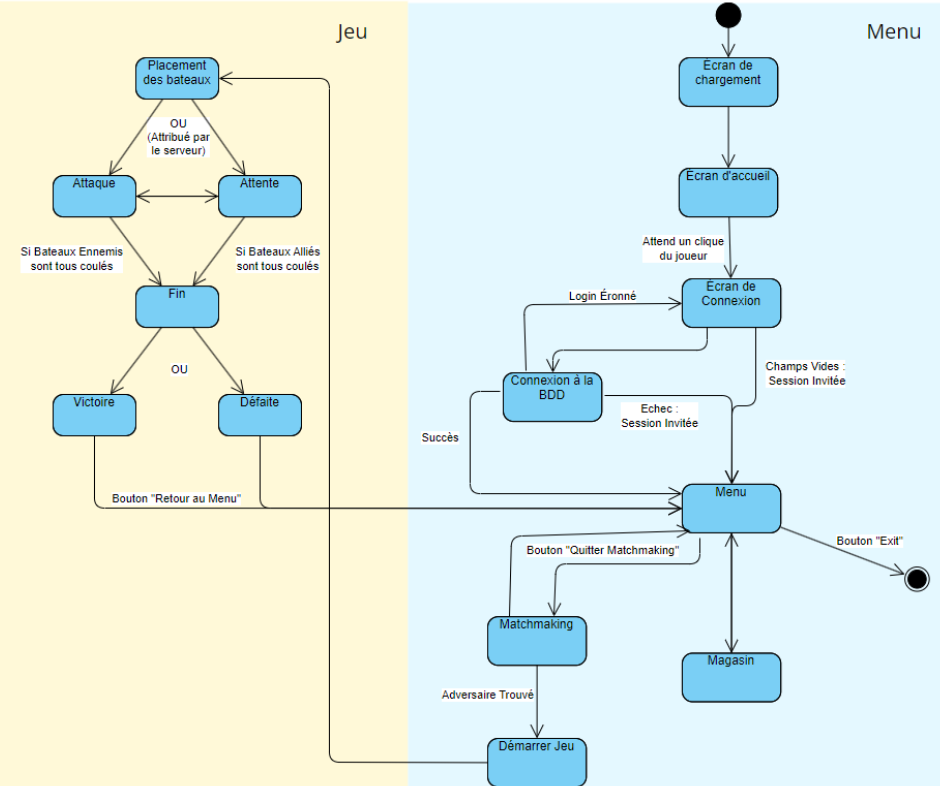 Jeu
Menu
Placement
des bateaux
OU
(Attribué par
le serveur)
Attaque
Attente
Si Bateaux Ennemis
sont tous coulés
Si Bateaux Alliés
sont tous coulés
Fin
OU
Victoire
Défaite
Bouton "Retour au Menu"
Écran de
chargement
Écran d'accueil
Attend un clique
du joueur
Écran de
Connexion
Login Éronné
Connexion à la
BDD
Champs Vides :
Session Invitée
Echec :
Session Invitée
Succès
Menu
Bouton "Exit"
Bouton "Quitter Matchmaking"
Matchmaking
Magasin
Adversaire Trouvé
Démarrer Jeu